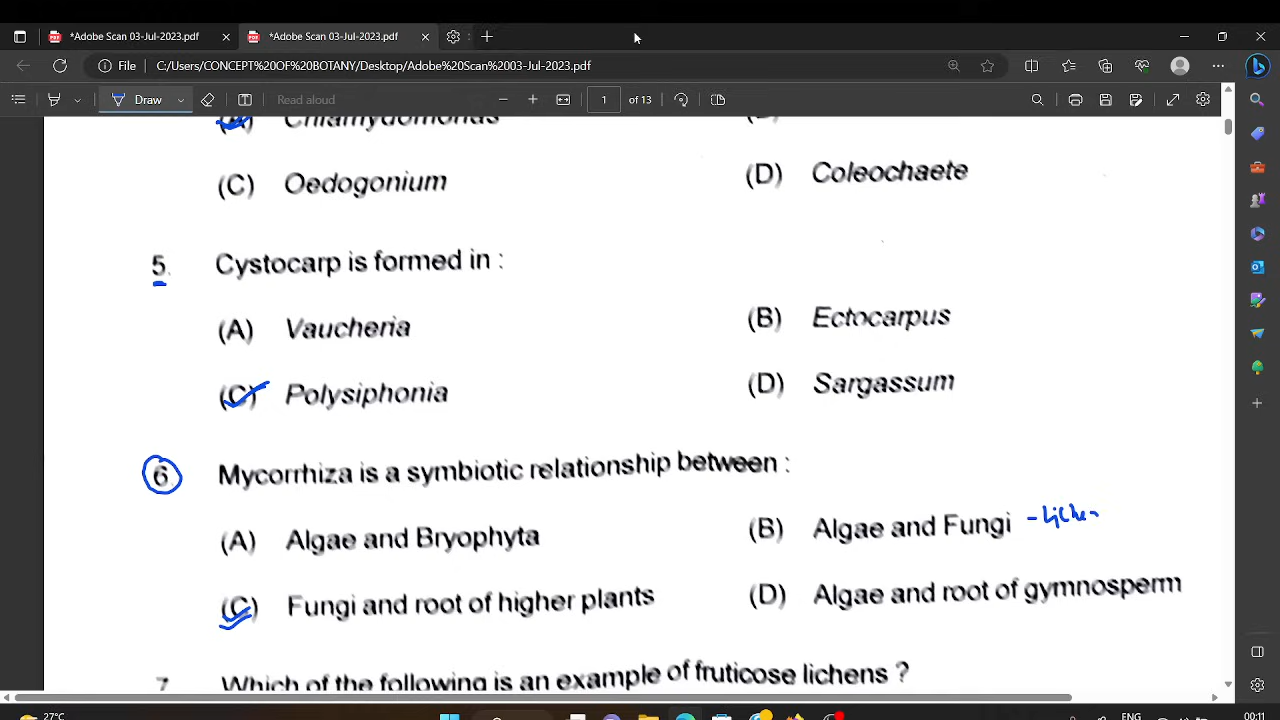 *Adobe Scan 03-Jul-2023.pdf
*Adobe Scan 03-Jul-2023.pdf
File C:/Users/CONCEPT%20OF%20BOTANY/Desktop/Adobe%20Scan%2003-Jul-2023.pdf
Draw Read aloud 1 of 13
(A) Chlamydomonas
(C) Oedogonium (D) Coleochaete
5. Cystocarp is formed in :
(A) Vaucheria (B) Ectocarpus
(C) Polysiphonia (D) Sargassum
6. Mycorrhiza is a symbiotic relationship between :
(A) Algae and Bryophyta (B) Algae and Fungi - Lichen
(C) Fungi and root of higher plants (D) Algae and root of gymnosperm
7. Which of the following is an example of fruticose lichens ?
27°C ENG 00:11